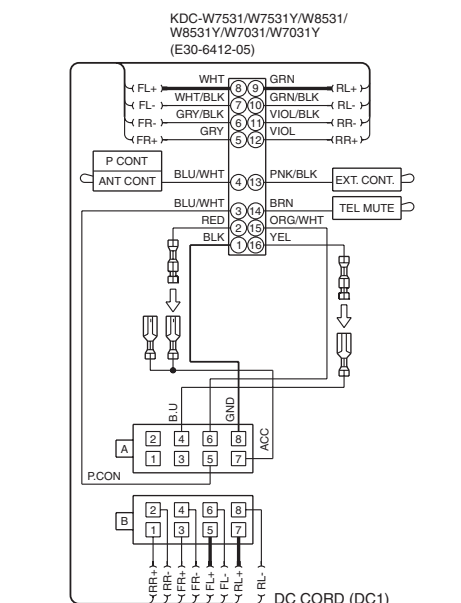 KDC-W7531/W7531Y/W8531/
W8531Y/W7031/W7031Y
(E30-6412-05)
FL+ WHT 8 9 GRN RL+
FL- WHT/BLK 7 10 GRN/BLK RL-
FR- GRY/BLK 6 11 VIOL/BLK RR-
FR+ GRY 5 12 VIOL RR+
P CONT
ANT CONT BLU/WHT 4 13 PNK/BLK EXT. CONT.
BLU/WHT 3 14 BRN TEL MUTE
RED 2 15 ORG/WHT
BLK 1 16 YEL
B.U GND ACC
A
2 4 6 8
1 3 5 7
P.CON
B
2 4 6 8
1 3 5 7
RR+ RR- FR+ FR- FL+ FL- RL+ RL-
DC CORD (DC1)